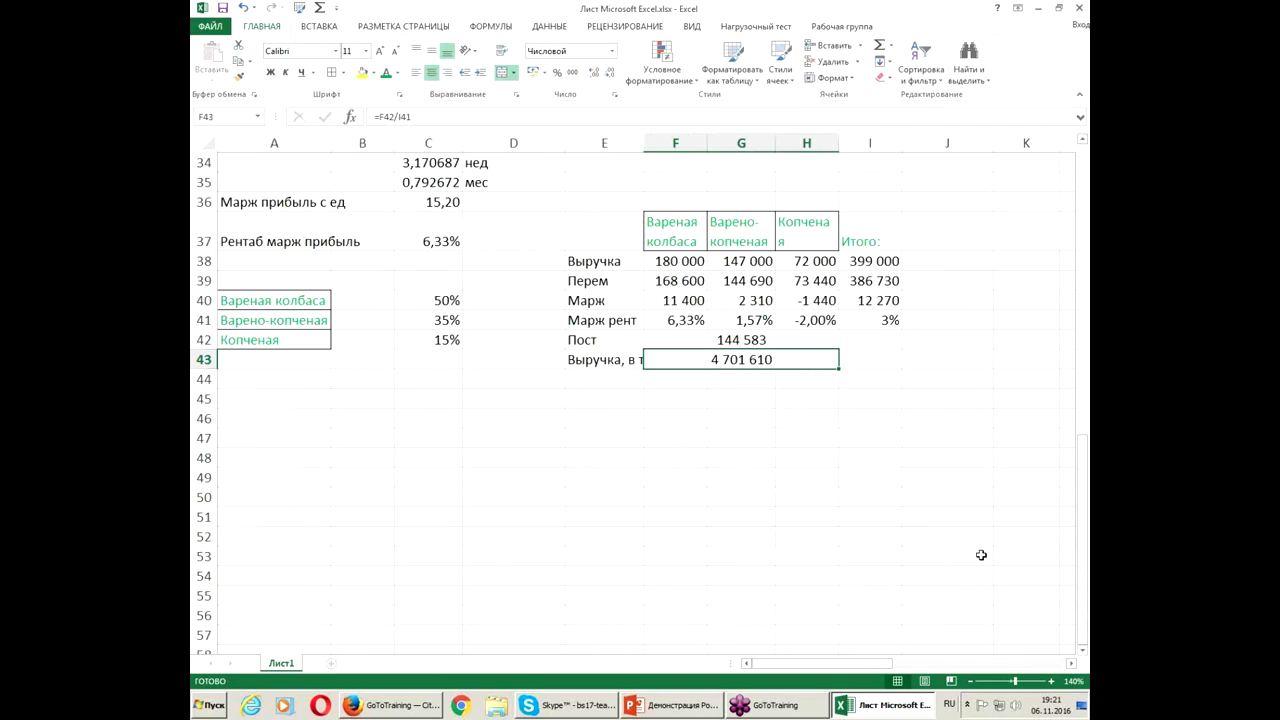 Лист Microsoft Excel.xlsx - Excel
ФАЙЛ ГЛАВНАЯ ВСТАВКА РАЗМЕТКА СТРАНИЦЫ ФОРМУЛЫ ДАННЫЕ РЕЦЕНЗИРОВАНИЕ ВИД Нагрузочный тест Рабочая группа Вход
Вставить Calibri 11 Числовой Условное форматирование Форматировать как таблицу Стили ячеек Вставить Удалить Формат Сортировка и фильтр Найти и выделить
Буфер обмена Шрифт Выравнивание Число Стили Ячейки Редактирование
F43 =F42/I41
A B C D E F G H I J K
34 3,170687 нед
35 0,792672 мес
36 Марж прибыль с ед 15,20
37 Рентаб марж прибыль 6,33% Вареная колбаса Варено-копченая Копченая Итого:
38 Выручка 180 000 147 000 72 000 399 000
39 Перем 168 600 144 690 73 440 386 730
40 Вареная колбаса 50% Марж 11 400 2 310 -1 440 12 270
41 Варено-копченая 35% Марж рент 6,33% 1,57% -2,00% 3%
42 Копченая 15% Пост 144 583
43 Выручка, в т 4 701 610
44
45
46
47
48
49
50
51
52
53
54
55
56
57
58
Лист1
ГОТОВО 140%
Пуск GoToTraining — Cit... Skype™ - bs17-tea... Демонстрация Po... GoToTraining Лист Microsoft Ex... RU 19:21
06.11.2016